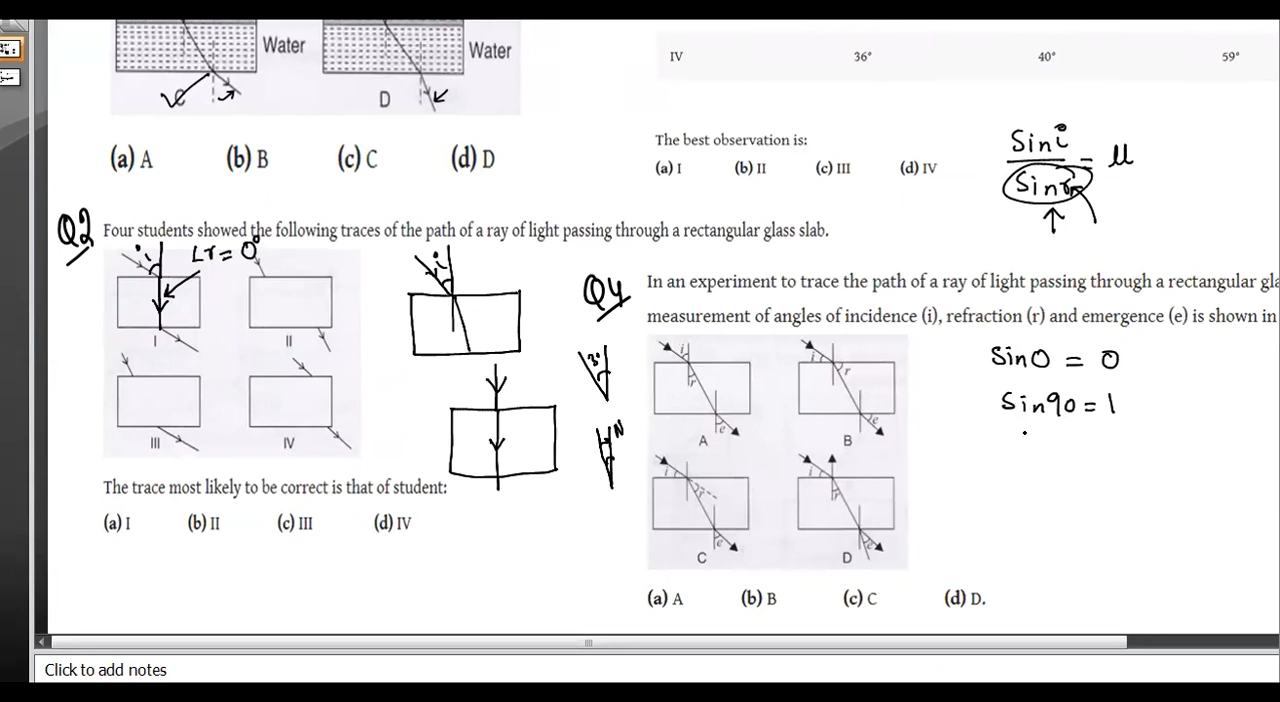 Water
Water
C
D
(a) A (b) B (c) C (d) D
Q2 Four students showed the following traces of the path of a ray of light passing through a rectangular glass slab.
i
Lr = 0°
i
I
II
III
IV
The trace most likely to be correct is that of student:
(a) I (b) II (c) III (d) IV
IV 36° 40° 59°
The best observation is:
(a) I (b) II (c) III (d) IV
Sini
= μ
Sinr
Q4 In an experiment to trace the path of a ray of light passing through a rectangular gla
measurement of angles of incidence (i), refraction (r) and emergence (e) is shown in
i
r
e
A
i
r
e
B
i
r
e
C
i
r
e
D
N
Sin0 = 0
Sin90 = 1
(a) A (b) B (c) C (d) D.
Click to add notes